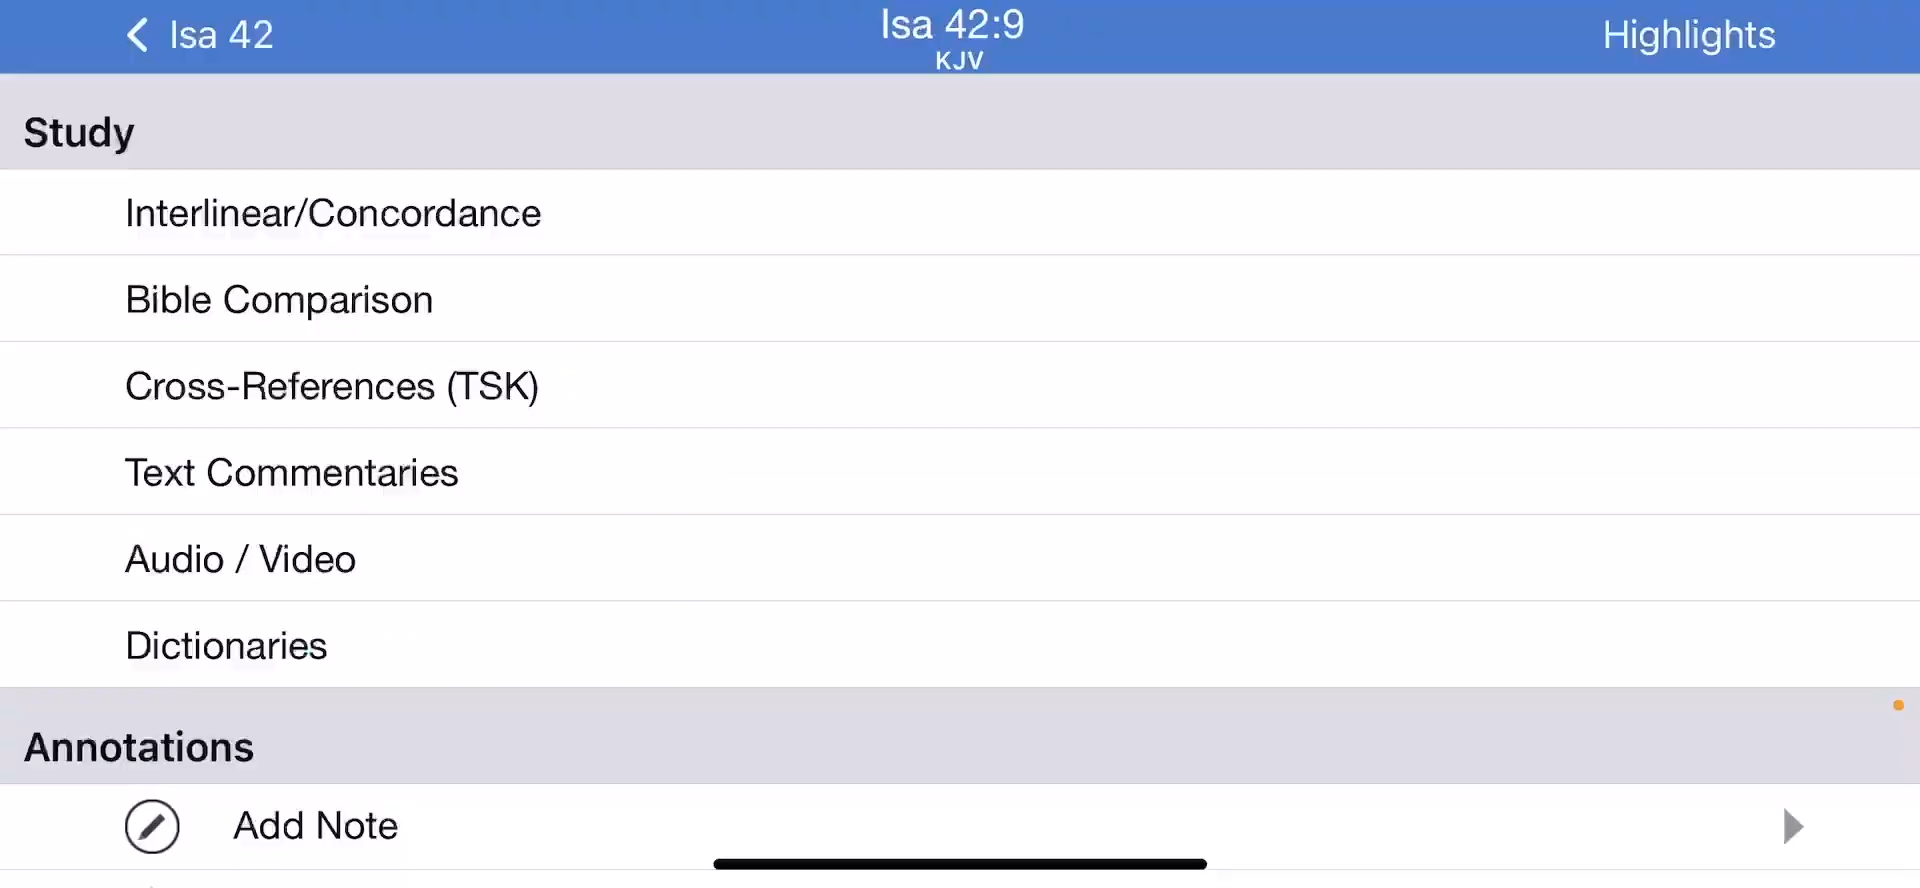 Isa 42
Isa 42:9
KJV
Highlights
Study
Interlinear/Concordance
Bible Comparison
Cross-References (TSK)
Text Commentaries
Audio / Video
Dictionaries
Annotations
Add Note